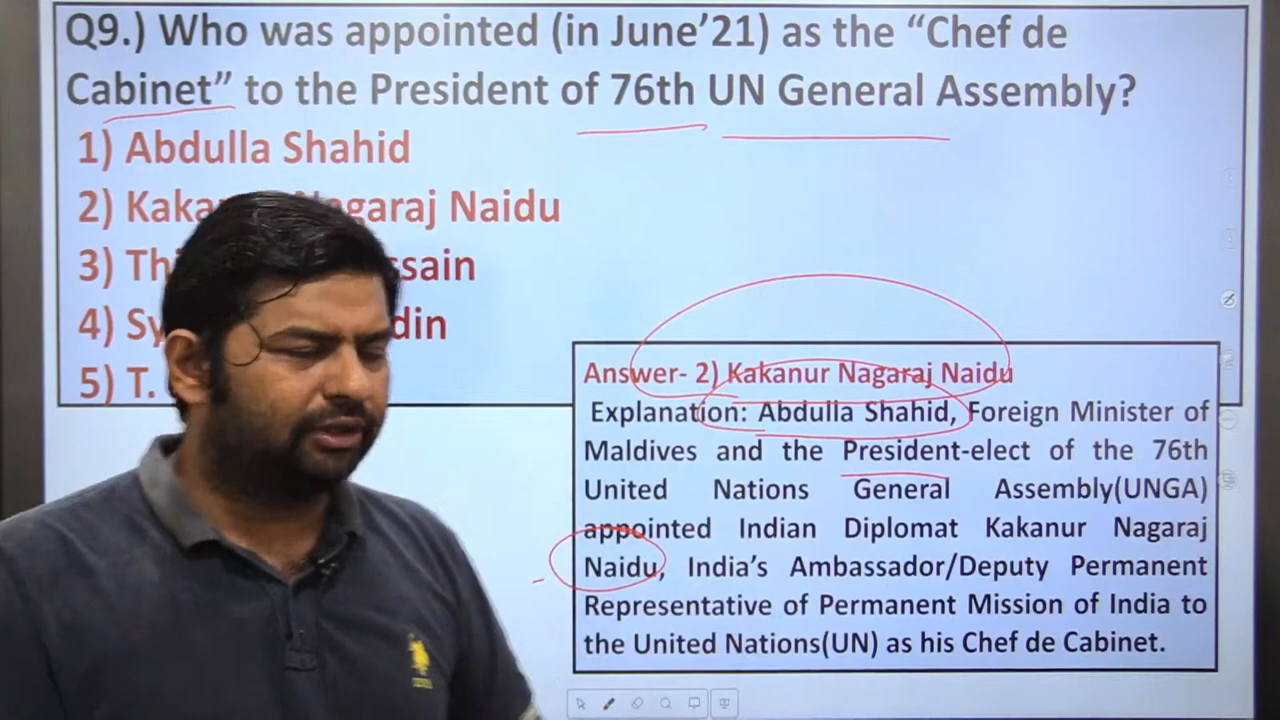 Q9.) Who was appointed (in June’21) as the “Chef de
Cabinet” to the President of 76th UN General Assembly?
1) Abdulla Shahid
2) Kaka Nagaraj Naidu
3) Th ssain
4) Sy din
5) T.
Answer- 2) Kakanur Nagaraj Naidu
Explanation: Abdulla Shahid, Foreign Minister of
Maldives and the President-elect of the 76th
United Nations General Assembly(UNGA)
appointed Indian Diplomat Kakanur Nagaraj
Naidu, India’s Ambassador/Deputy Permanent
Representative of Permanent Mission of India to
the United Nations(UN) as his Chef de Cabinet.